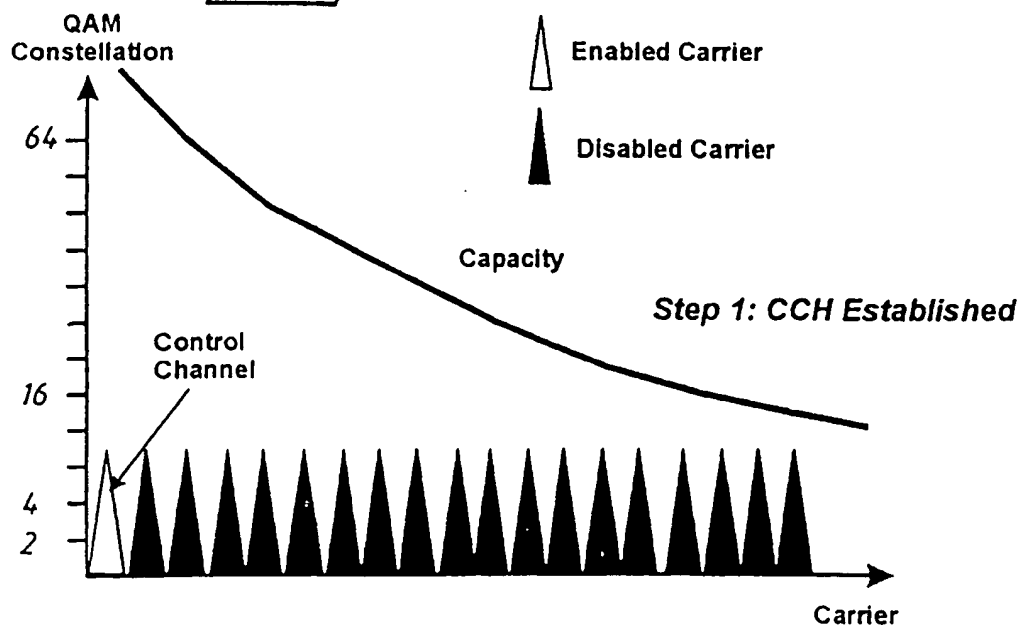 QAM
Constellation
Enabled Carrier
Disabled Carrier
64
Capacity
Step 1: CCH Established
Control
Channel
16
4
2
Carrier